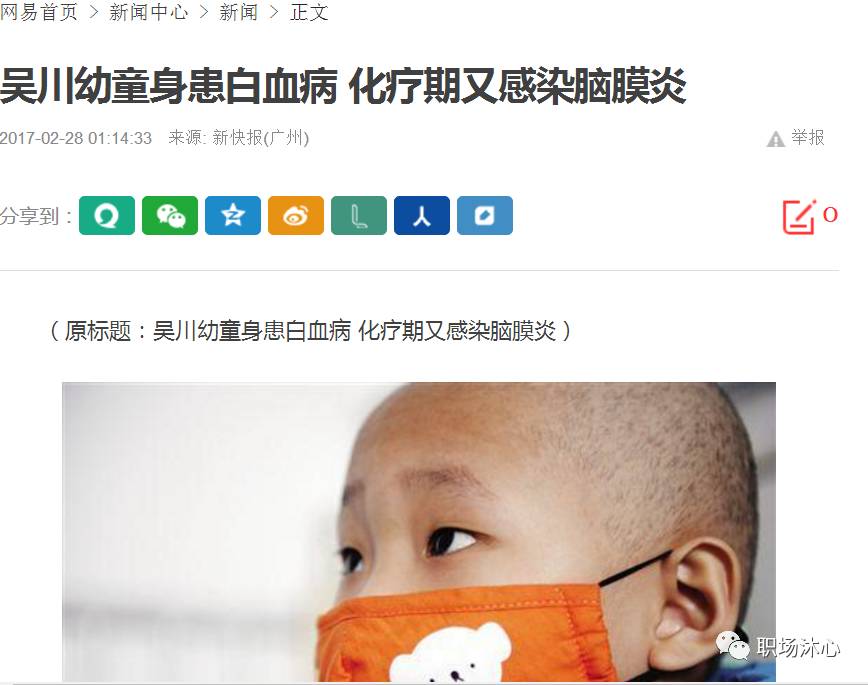 网易首页 > 新闻中心 > 新闻 > 正文
吴川幼童身患白血病 化疗期又感染脑膜炎
2017-02-28 01:14:33 来源: 新快报(广州)
举报
分享到：
0
（原标题：吴川幼童身患白血病 化疗期又感染脑膜炎）
职场沐心